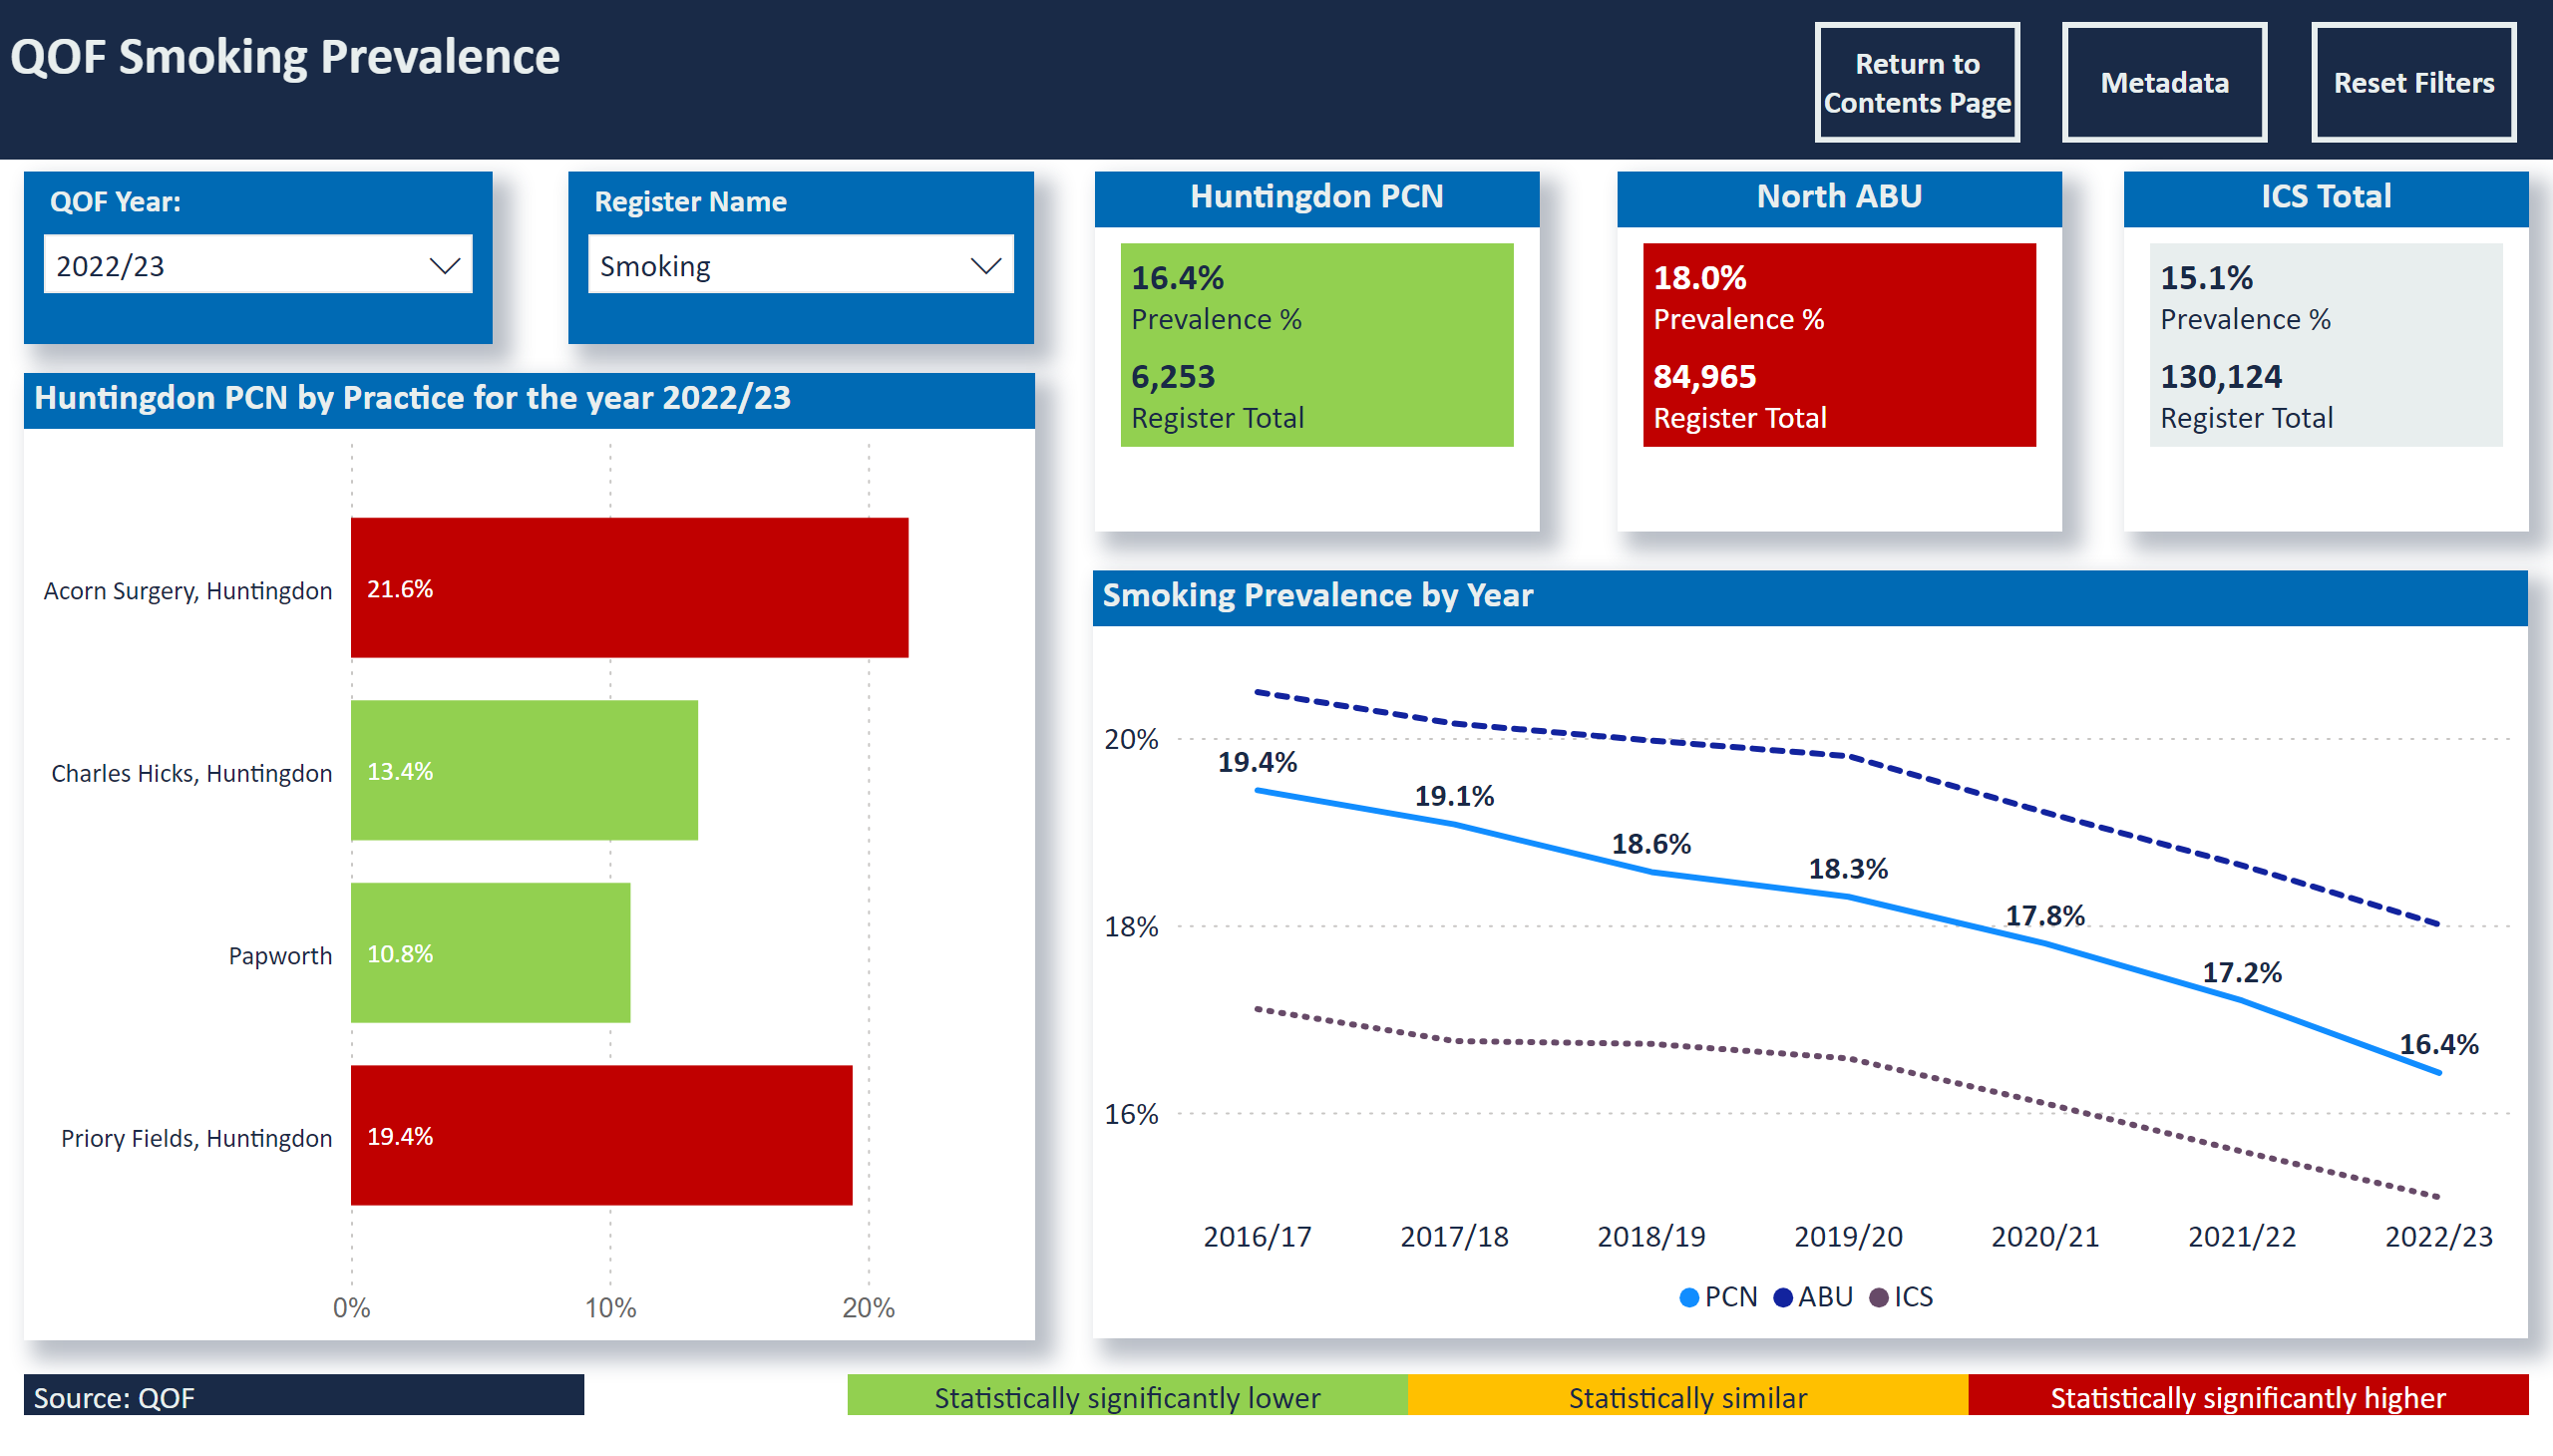 QOF Smoking Prevalence
Return to
Contents Page
Metadata
Reset Filters
QOF Year:
2022/23
Register Name
Smoking
Huntingdon PCN
16.4%
Prevalence %
6,253
Register Total
North ABU
18.0%
Prevalence %
84,965
Register Total
ICS Total
15.1%
Prevalence %
130,124
Register Total
Huntingdon PCN by Practice for the year 2022/23
Acorn Surgery, Huntingdon
21.6%
Charles Hicks, Huntingdon
13.4%
Papworth
10.8%
Priory Fields, Huntingdon
19.4%
0%
10%
20%
Smoking Prevalence by Year
20%
18%
16%
19.4%
19.1%
18.6%
18.3%
17.8%
17.2%
16.4%
2016/17
2017/18
2018/19
2019/20
2020/21
2021/22
2022/23
PCN
ABU
ICS
Source: QOF
Statistically significantly lower
Statistically similar
Statistically significantly higher